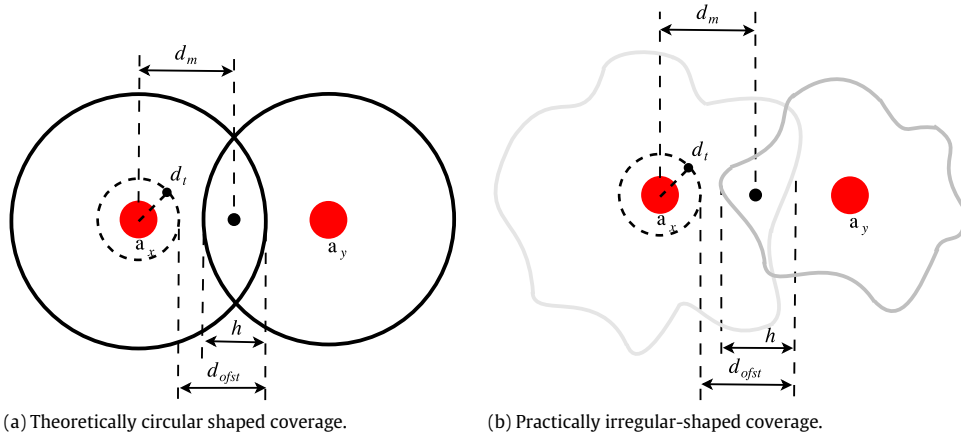 d_m
d_m
d_t
d_t
a_x
a_y
a_x
a_y
h
h
d_ofst
d_ofst
(a) Theoretically circular shaped coverage.
(b) Practically irregular-shaped coverage.